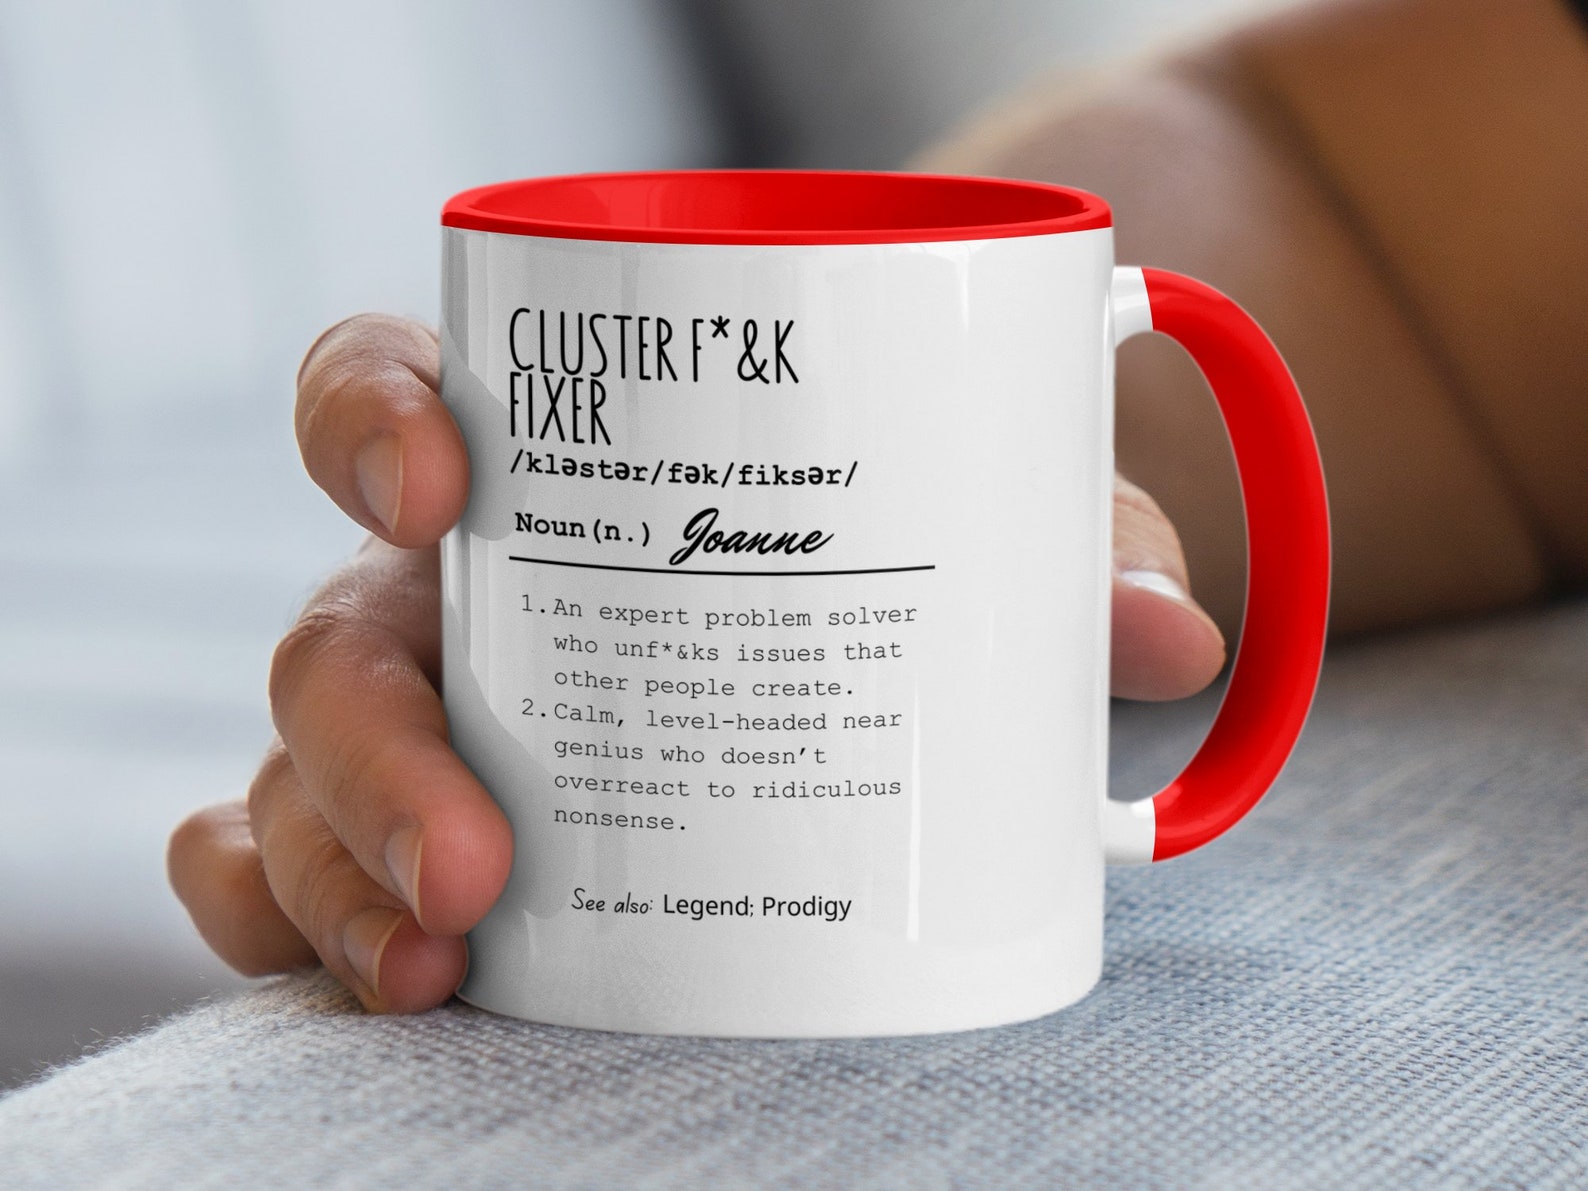 CLUSTER F*&K
FIXER
/kləstər/fək/fiksər/
Noun(n.) Joanne
1. An expert problem solver
who unf*&ks issues that
other people create.
2. Calm, level-headed near
genius who doesn't
overreact to ridiculous
nonsense.
See also: Legend; Prodigy